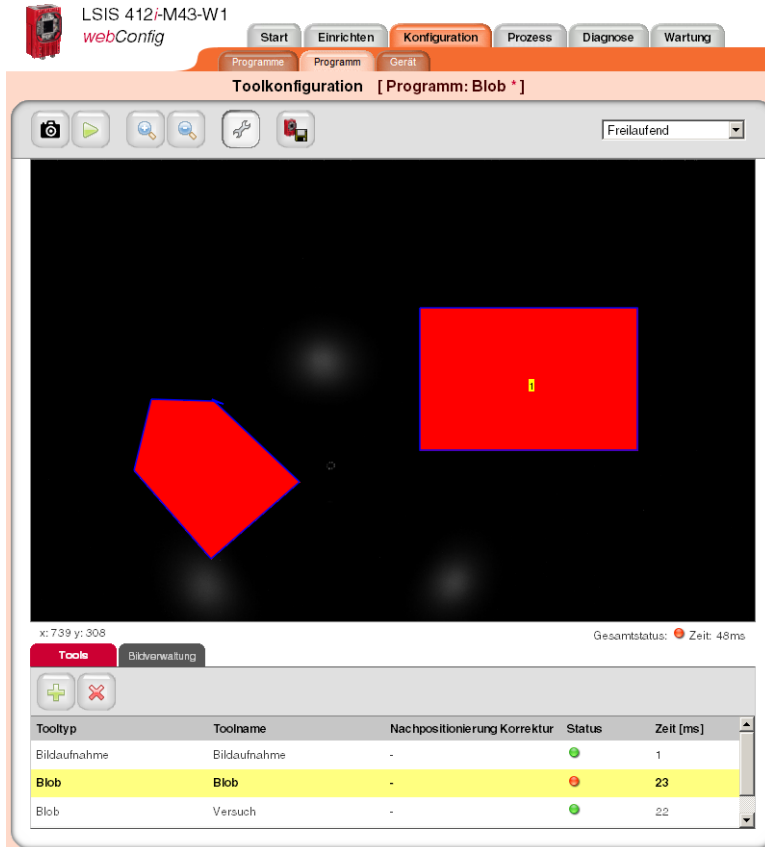 LSIS 412i-M43-W1
webConfig
Start Einrichten Konfiguration Prozess Diagnose Wartung
Programme Programm Gerät
Toolkonfiguration [ Programm: Blob * ]
Freilaufend
1
x: 739 y: 308
Gesamtstatus: Zeit: 48ms
Tools Bildverwaltung
Tooltyp Toolname Nachpositionierung Korrektur Status Zeit [ms]
Bildaufnahme Bildaufnahme - 1
Blob Blob - 23
Blob Versuch - 22